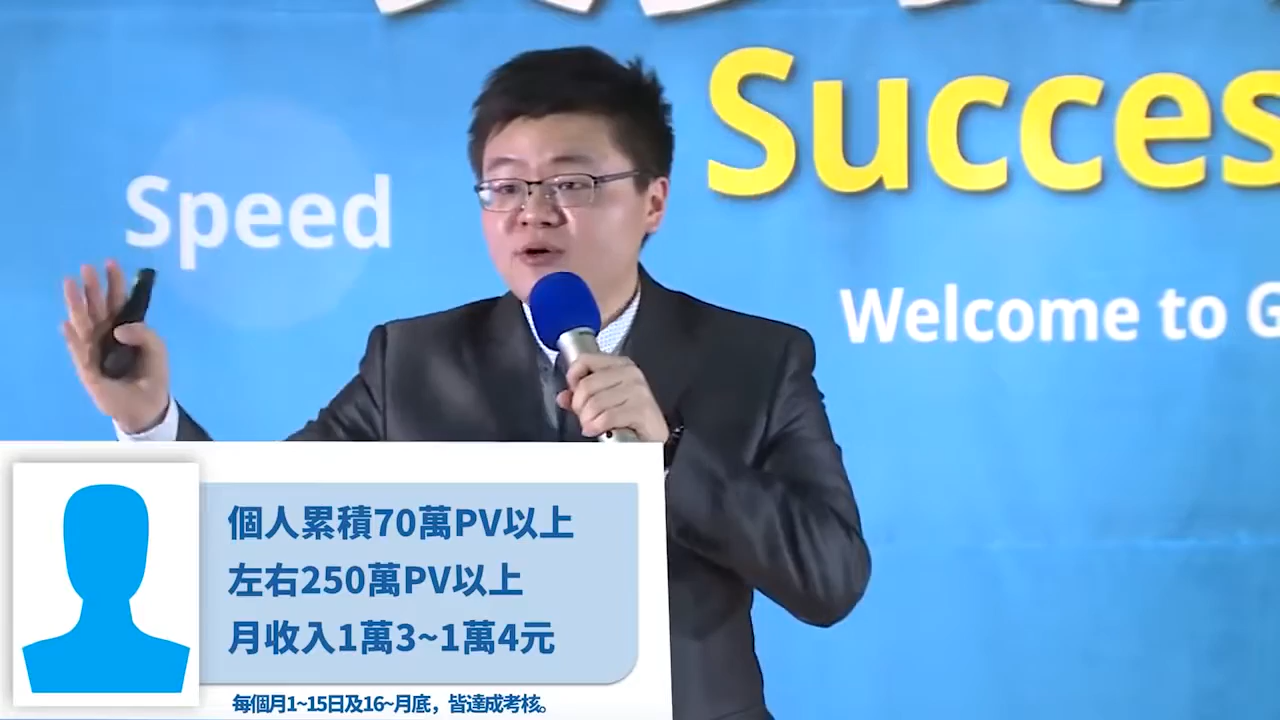 Success
Speed
Welcome to G
個人累積70萬PV以上
左右250萬PV以上
月收入1萬3~1萬4元
每個月1~15日及16~月底，皆達成考核。